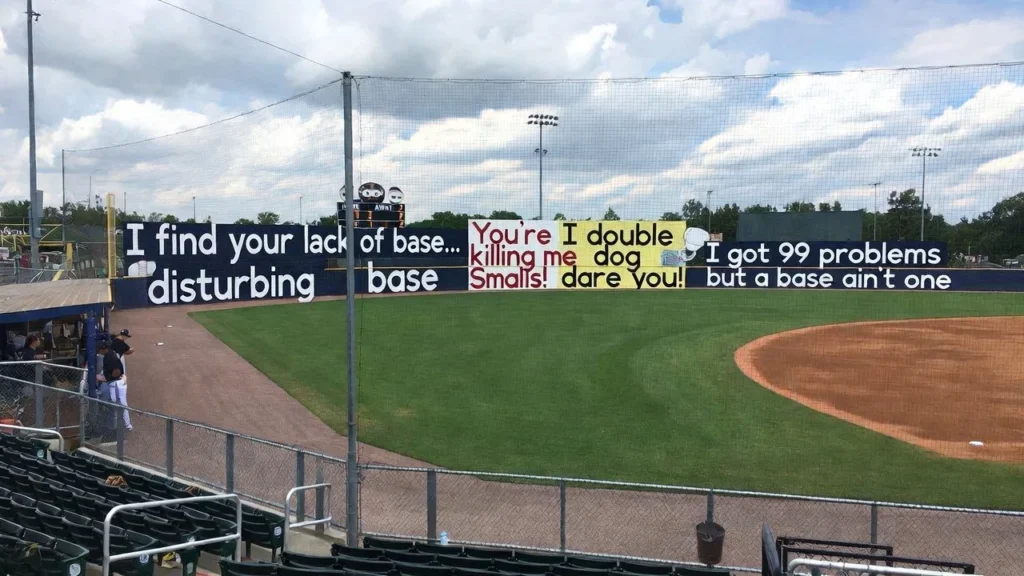 I find your lack of base...
disturbing base
You're
killing me
Smalls!
I double
dog
dare you!
I got 99 problems
but a base ain't one